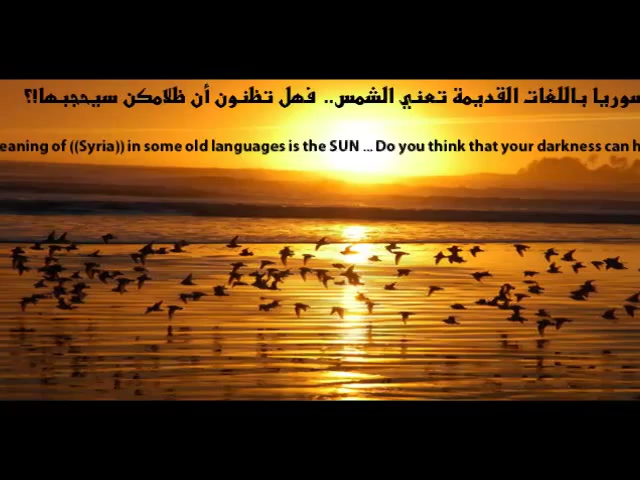 سوريا باللغات القديمة تعني الشمس.. فهل تظنون أن ظلامكن سيحجبها!؟
eaning of ((Syria)) in some old languages is the SUN ... Do you think that your darkness can h